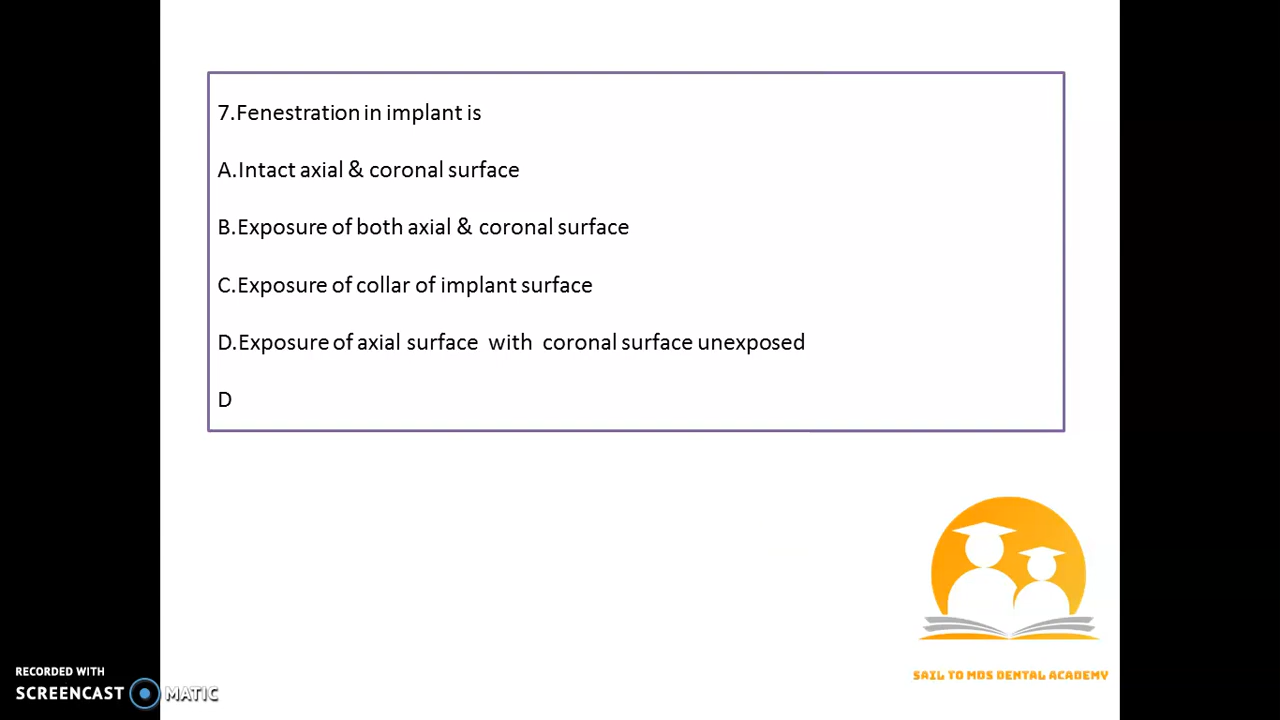 7.Fenestration in implant is
A.Intact axial & coronal surface
B.Exposure of both axial & coronal surface
C.Exposure of collar of implant surface
D.Exposure of axial surface  with  coronal surface unexposed
D
SAIL TO MDS DENTAL ACADEMY
RECORDED WITH
SCREENCAST MATIC